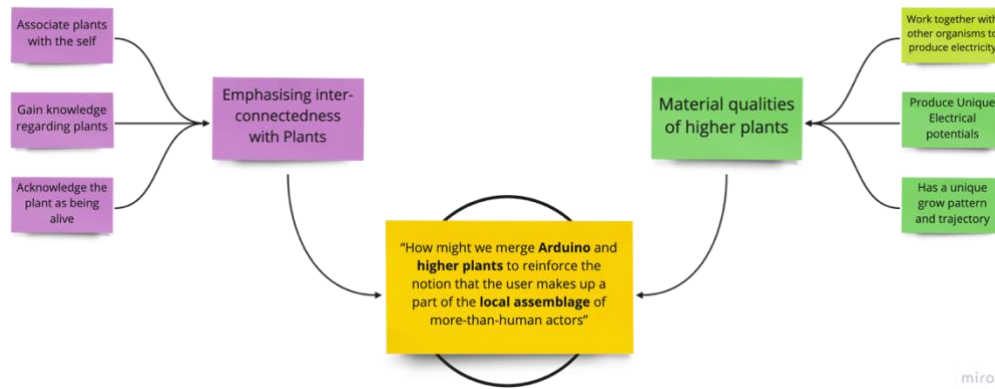 Associate plants
with the self
Gain knowledge
regarding plants
Acknowledge the
plant as being
alive
Emphasising inter-
connectedness
with Plants
Material qualities
of higher plants
Work together with
other organisms to
produce electricity
Produce Unique
Electrical
potentials
Has a unique
grow pattern
and trajectory
“How might we merge Arduino and
higher plants to reinforce the
notion that the user makes up a
part of the local assemblage of
more-than-human actors”
miro